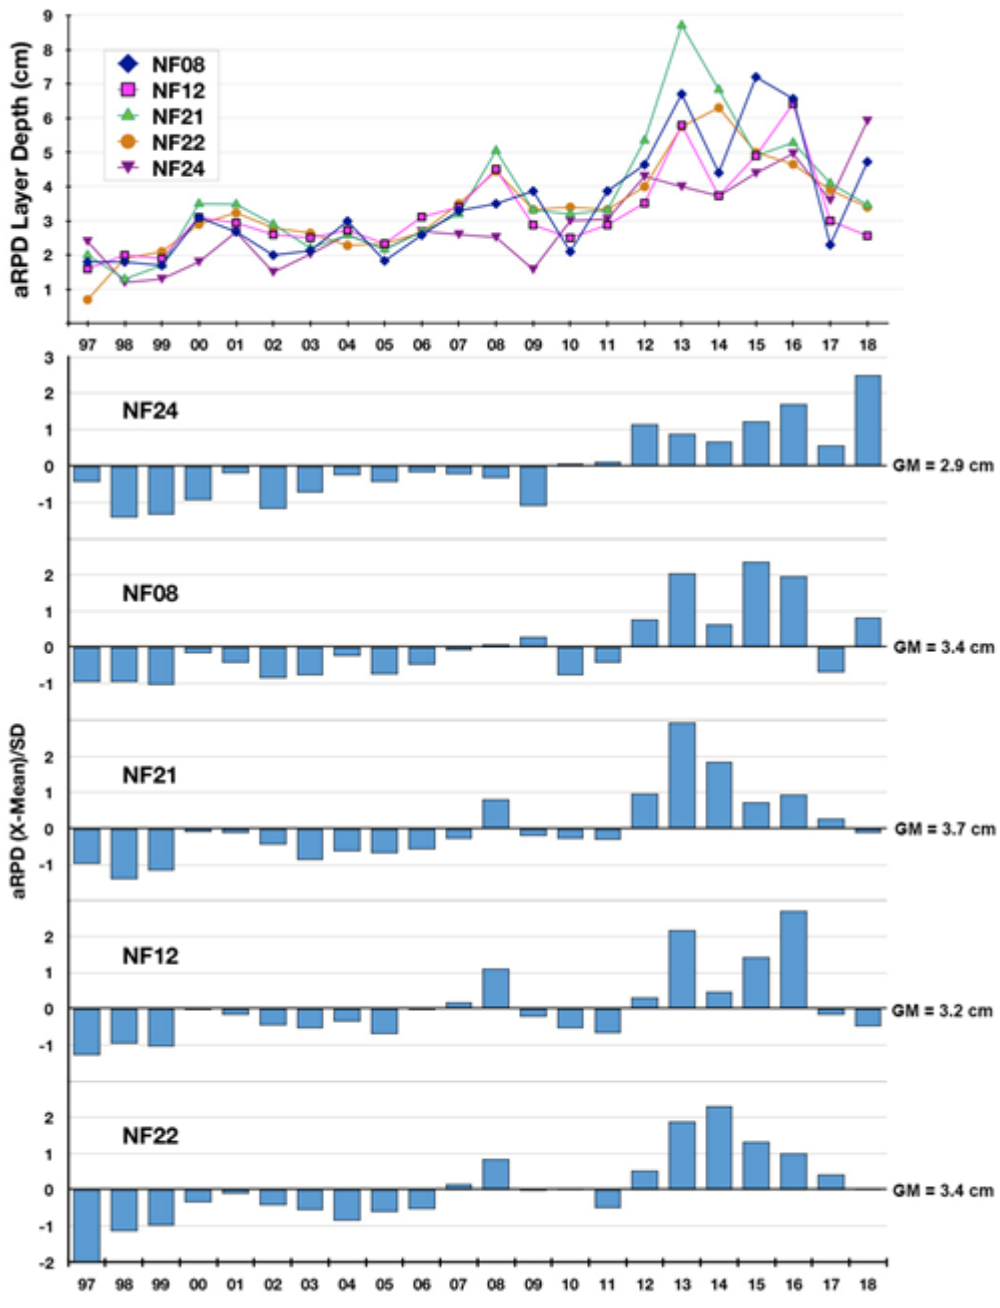 aRPD Layer Depth (cm)
9
8
7
6
5
4
3
2
1
NF08
NF12
NF21
NF22
NF24
97 98 99 00 01 02 03 04 05 06 07 08 09 10 11 12 13 14 15 16 17 18
aRPD (X-Mean)/SD
3
2
1
0
-1
NF24
GM = 2.9 cm
2
1
0
-1
NF08
GM = 3.4 cm
2
1
0
-1
NF21
GM = 3.7 cm
2
1
0
-1
NF12
GM = 3.2 cm
2
1
0
-1
-2
NF22
GM = 3.4 cm
97 98 99 00 01 02 03 04 05 06 07 08 09 10 11 12 13 14 15 16 17 18